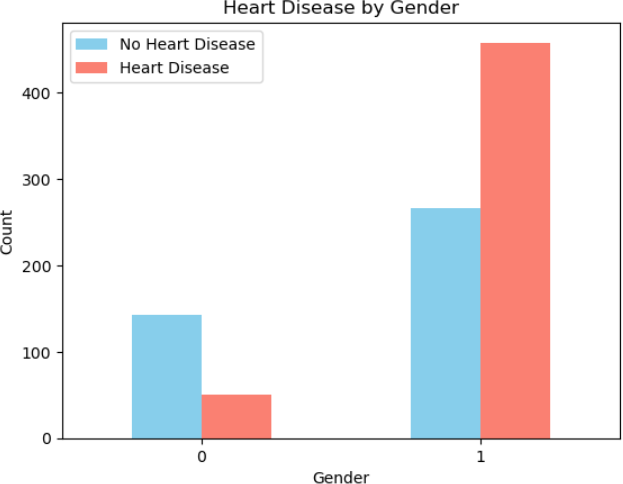 Heart Disease by Gender
No Heart Disease
Heart Disease
400
300
200
100
0
Count
0 1
Gender